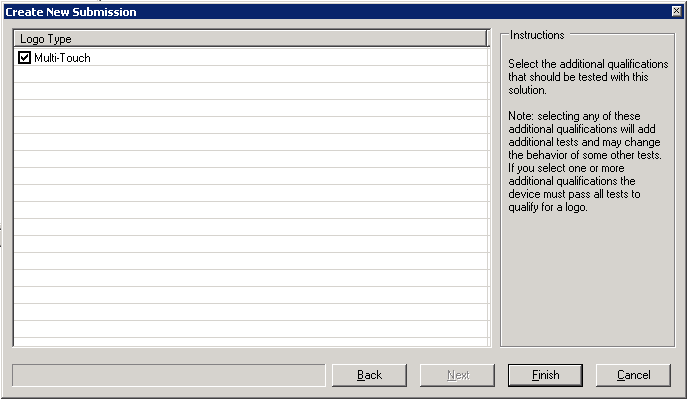 Create New Submission
Logo Type
Multi-Touch
Instructions
Select the additional qualifications
that should be tested with this
solution.
Note: selecting any of these
additional qualifications will add
additional tests and may change
the behavior of some other tests.
If you select one or more
additional qualifications the
device must pass all tests to
qualify for a logo.
Back
Next
Finish
Cancel